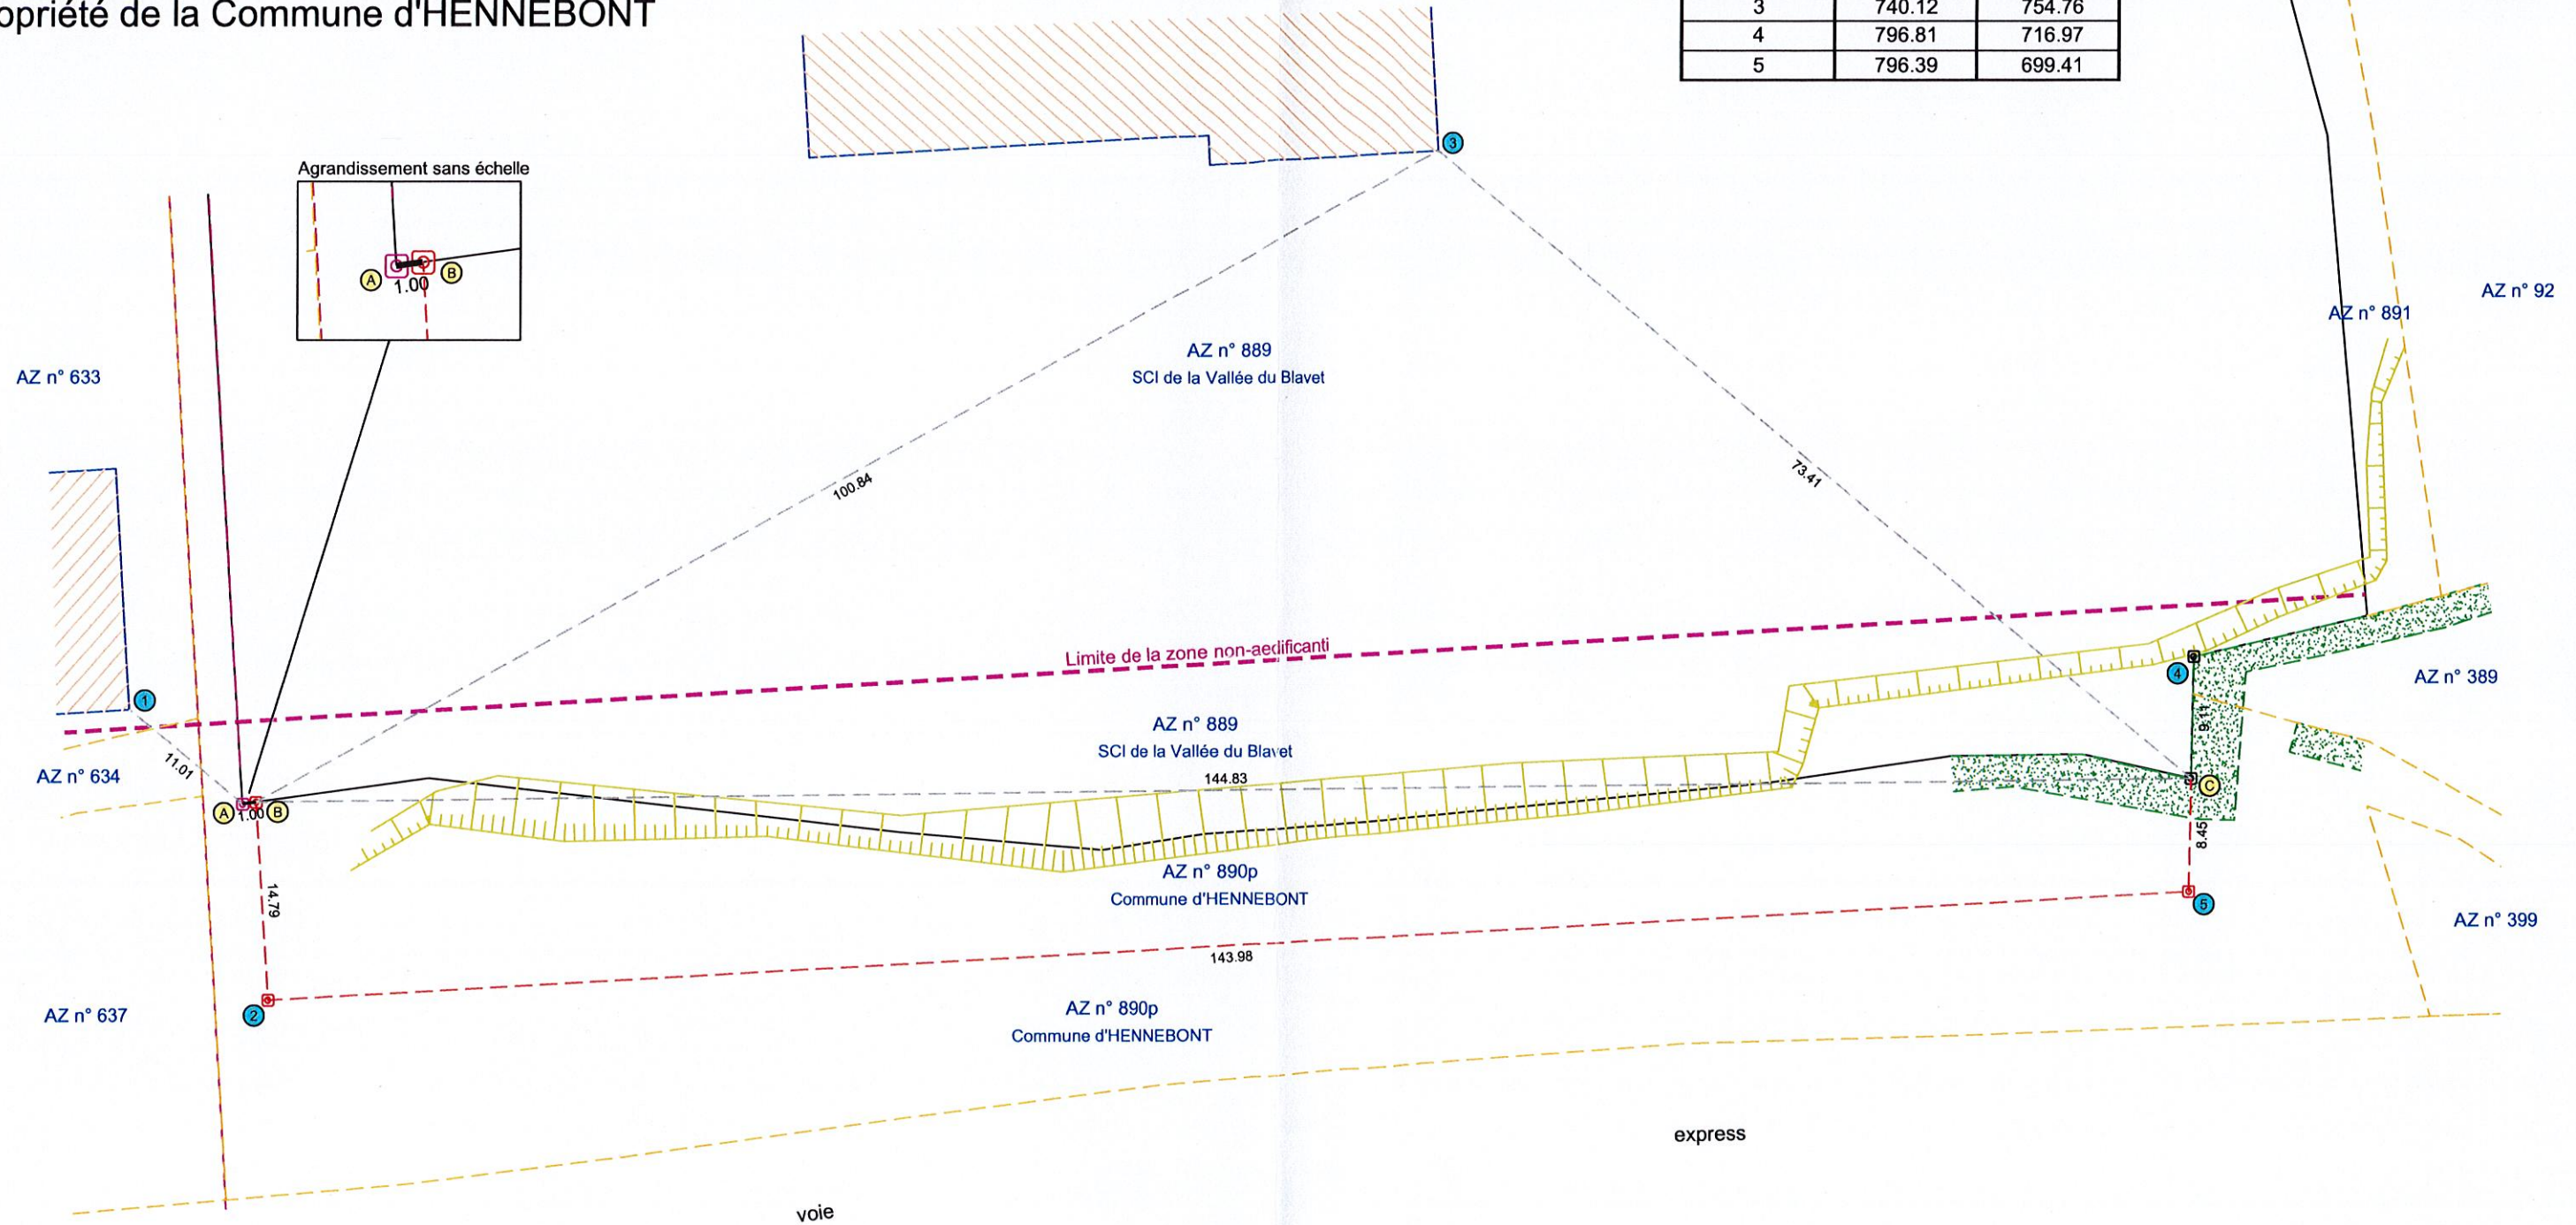 opriété de la Commune d'HENNEBONT
3 740.12 754.76
4 796.81 716.97
5 796.39 699.41
Agrandissement sans échelle
A
1.00
B
3
AZ n° 92
AZ n° 891
AZ n° 889
SCI de la Vallée du Blavet
AZ n° 633
100.84
73.41
Limite de la zone non-aedificanti
1
4
AZ n° 389
9.11
AZ n° 889
SCI de la Vallée du Blavet
11.01
AZ n° 634
144.83
C
A
1.00
B
8.45
AZ n° 890p
Commune d'HENNEBONT
14.79
5
AZ n° 399
143.98
2
AZ n° 637
AZ n° 890p
Commune d'HENNEBONT
express
voie